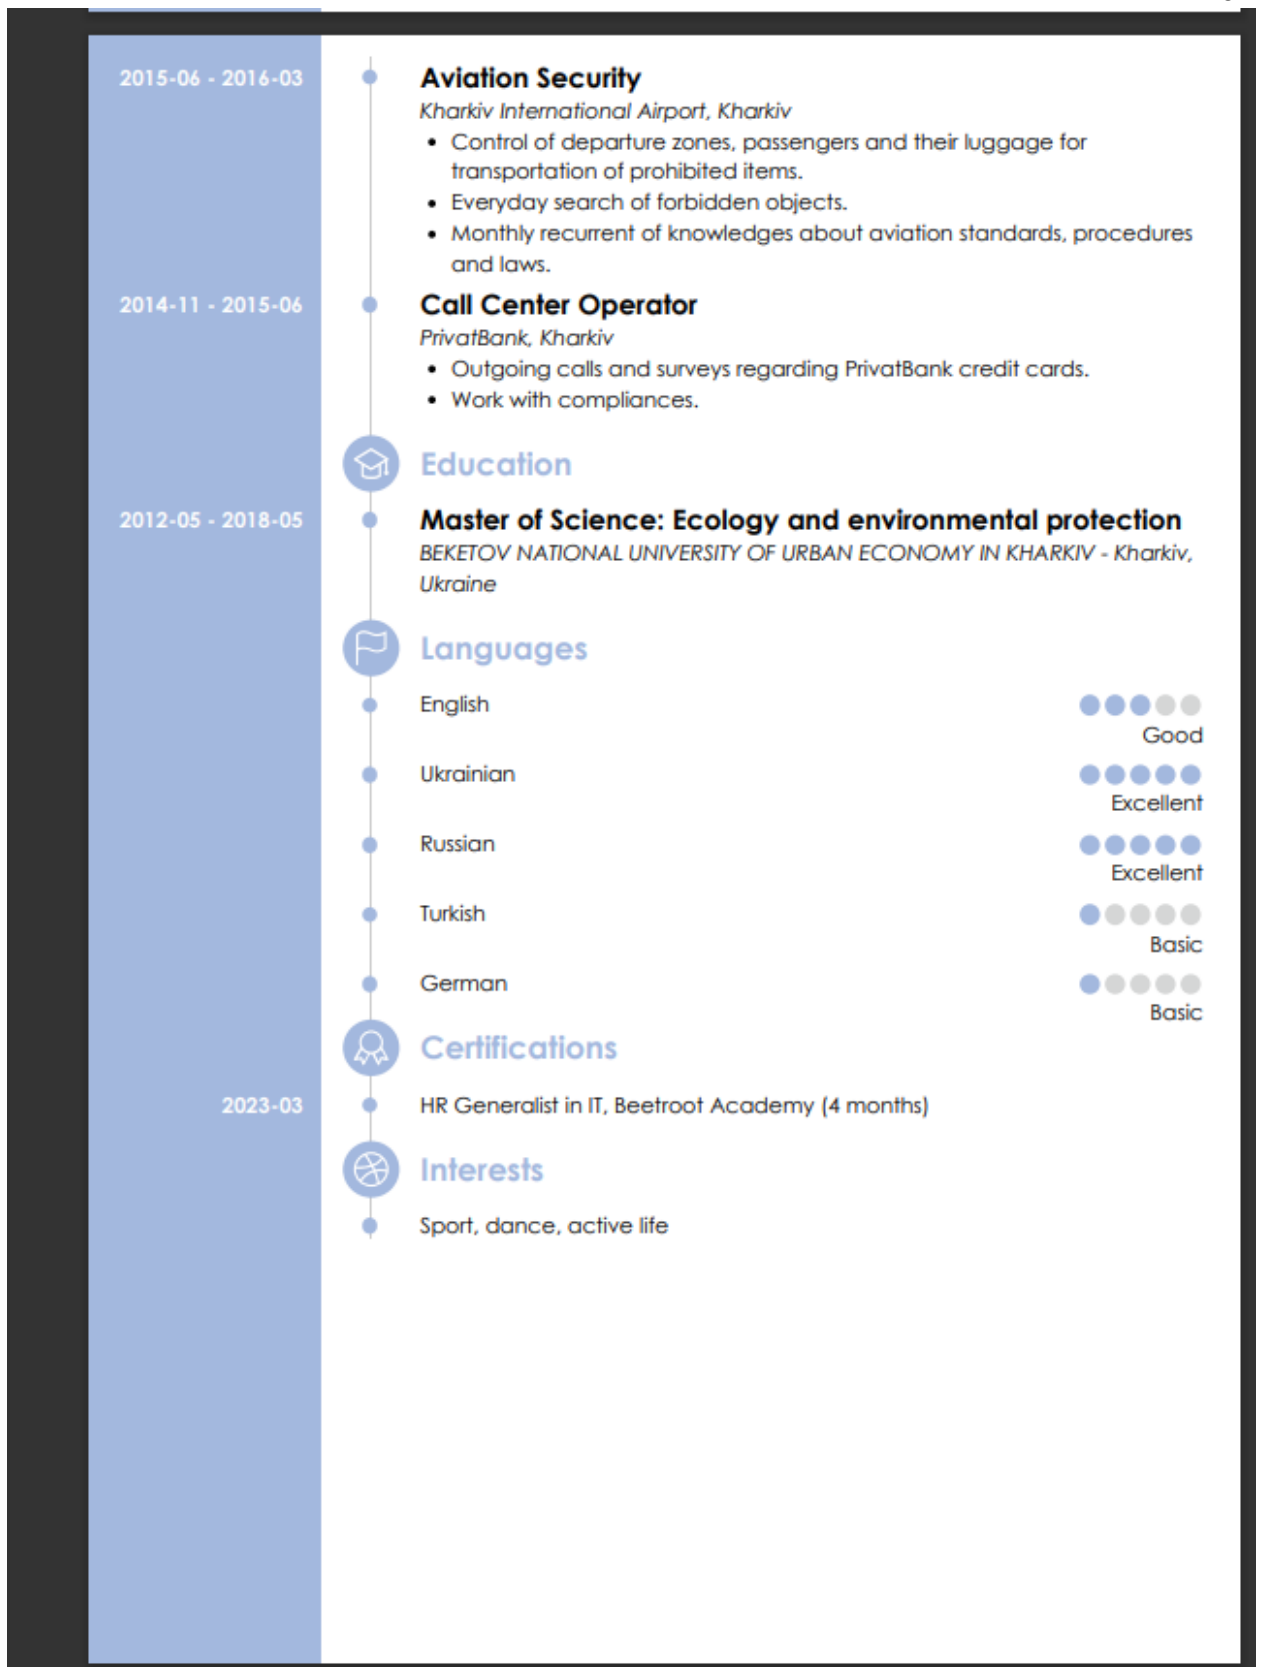 2015-06 - 2016-03
Aviation Security
Kharkiv International Airport, Kharkiv
• Control of departure zones, passengers and their luggage for
transportation of prohibited items.
• Everyday search of forbidden objects.
• Monthly recurrent of knowledges about aviation standards, procedures
and laws.
2014-11 - 2015-06
Call Center Operator
PrivatBank, Kharkiv
• Outgoing calls and surveys regarding PrivatBank credit cards.
• Work with compliances.
Education
2012-05 - 2018-05
Master of Science: Ecology and environmental protection
BEKETOV NATIONAL UNIVERSITY OF URBAN ECONOMY IN KHARKIV - Kharkiv,
Ukraine
Languages
English
Good
Ukrainian
Excellent
Russian
Excellent
Turkish
Basic
German
Basic
Certifications
2023-03
HR Generalist in IT, Beetroot Academy (4 months)
Interests
Sport, dance, active life